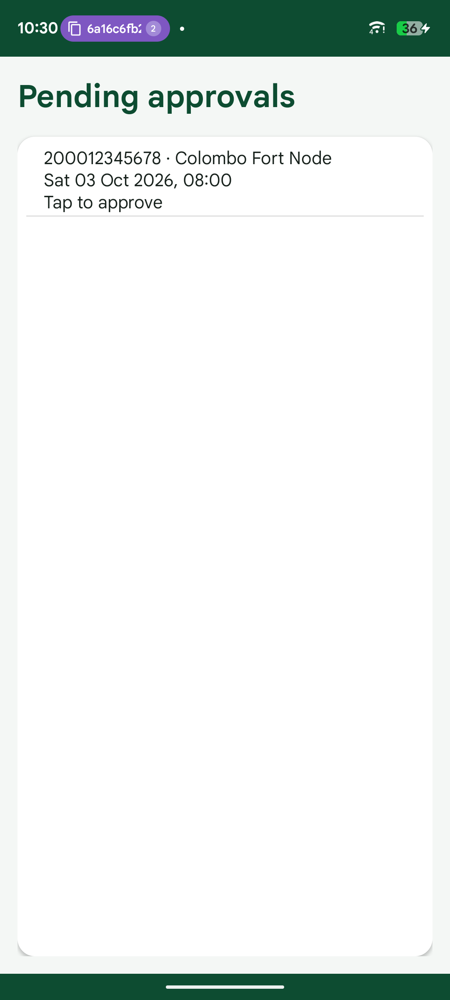 10:30 6a16c6fb 2
4 36
Pending approvals
200012345678 · Colombo Fort Node
Sat 03 Oct 2026, 08:00
Tap to approve